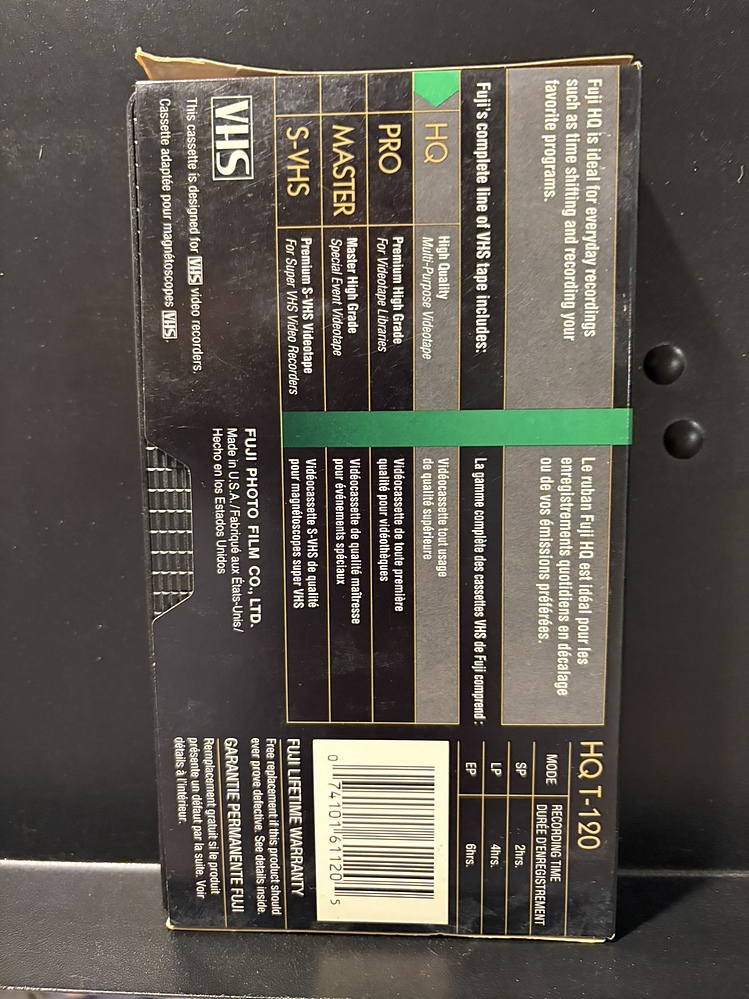 Fuji HQ is ideal for everyday recordings
such as time shifting and recording your
favorite programs.
Le ruban Fuji HQ est idéal pour les
enregistrements quotidiens en décalage
ou de vos émissions préférées.
Fuji's complete line of VHS tape includes:
La gamme complète des cassettes VHS de Fuji comprend :
HQ
High Quality
Multi-Purpose Videotape
Vidéocassette tout usage
de qualité supérieure
PRO
Premium High Grade
For Videotape Libraries
Vidéocassette de toute première
qualité pour vidéothèques
MASTER
Master High Grade
Special Event Videotape
Vidéocassette de qualité maîtresse
pour événements spéciaux
S-VHS
Premium S-VHS Videotape
For Super VHS Video Recorders
Vidéocassette S-VHS de qualité
pour magnétoscopes super VHS
VHS
This cassette is designed for VHS video recorders.
Cassette adaptée pour magnétoscopes VHS.
FUJI PHOTO FILM CO., LTD.
Made in U.S.A./Fabriqué aux États-Unis/
Hecho en los Estados Unidos
HQ T-120
MODE
RECORDING TIME
DURÉE D'ENREGISTREMENT
SP 2hrs.
LP 4hrs.
EP 6hrs.
0 74101 61120 5
FUJI LIFETIME WARRANTY
Free replacement if this product should
ever prove defective. See details inside.
GARANTIE PERMANENTE FUJI
Remplacement gratuit si le produit
présente un défaut par la suite. Voir
détails à l'intérieur.